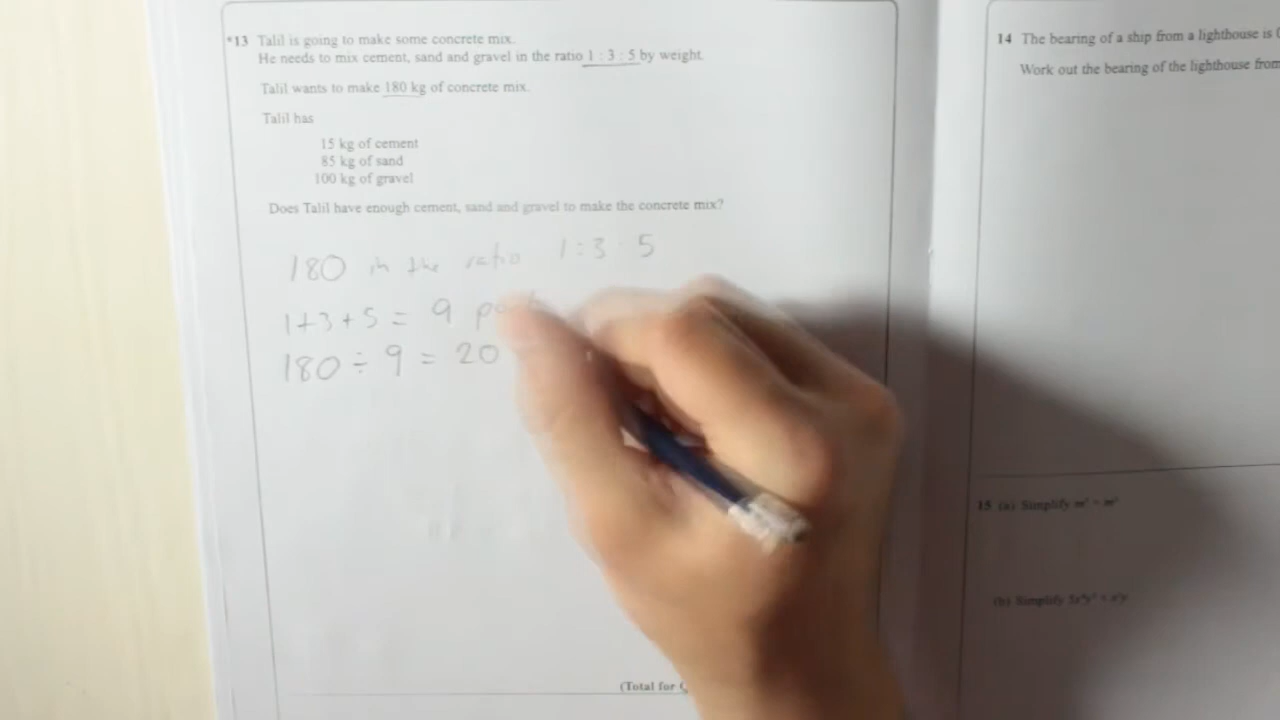 *13 Talil is going to make some concrete mix.
He needs to mix cement, sand and gravel in the ratio 1 : 3 : 5 by weight.
Talil wants to make 180 kg of concrete mix.
Talil has
15 kg of cement
85 kg of sand
100 kg of gravel
Does Talil have enough cement, sand and gravel to make the concrete mix?
180 in the ratio 1 : 3 : 5
1+3+5 = 9
180 ÷ 9 = 20
(Total for
14 The bearing of a ship from a lighthouse is
Work out the bearing of the lighthouse from
15 (a) Simplify
(b) Simplify